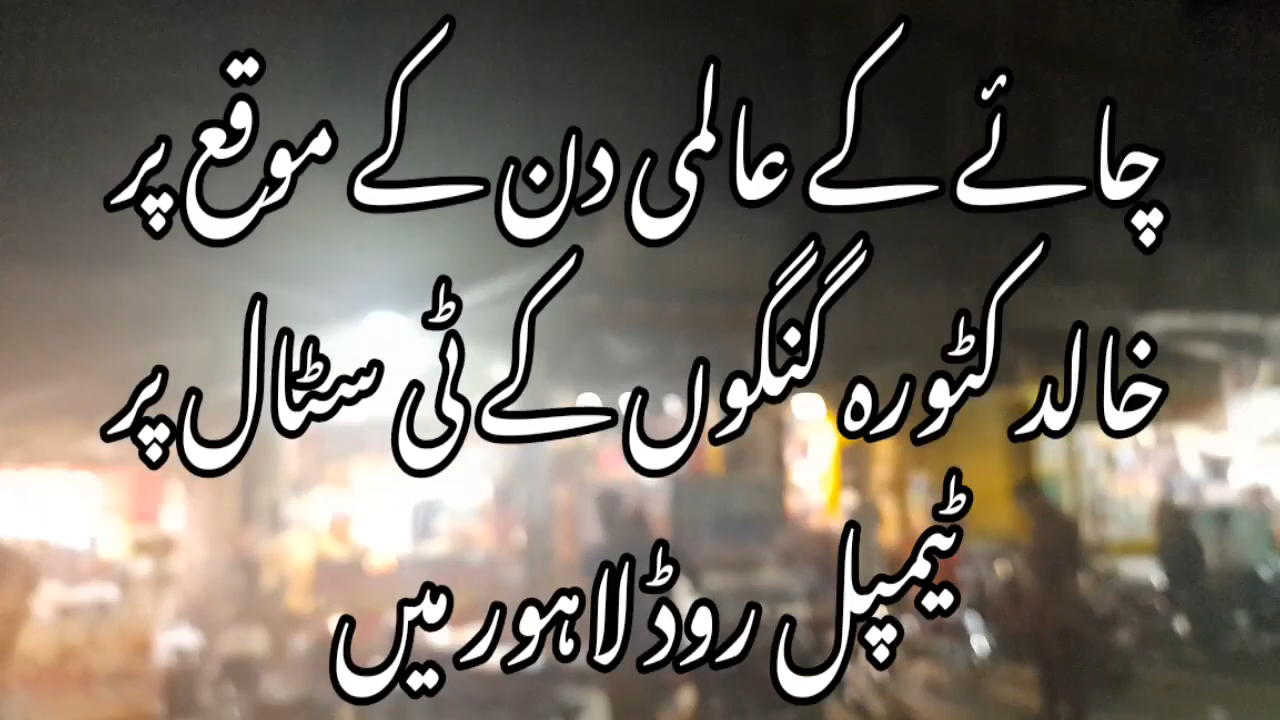 چائے کے عالمی دن کے موقع پر
خالد کٹورہ گنگوں کے ٹی سٹال پر
ٹیمپل روڈ لاہور میں